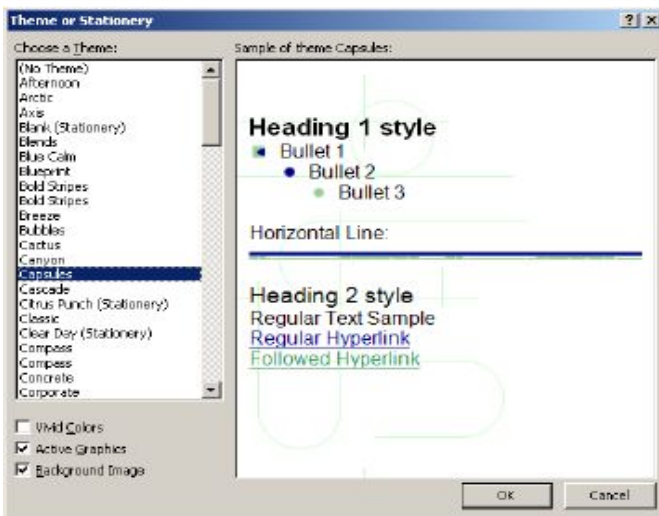 Theme or Stationery
Choose a Theme:
(No Theme)
Afternoon
Arctic
Axis
Blank (Stationery)
Blends
Blue Calm
Blueprint
Bold Stripes
Bold Stripes
Breeze
Bubbles
Cactus
Canyon
Capsules
Cascade
Citrus Punch (Stationery)
Classic
Clear Day (Stationery)
Compass
Compass
Concrete
Corporate
Vivid Colors
Active Graphics
Background Image
Sample of theme Capsules:
Heading 1 style
Bullet 1
Bullet 2
Bullet 3
Horizontal Line:
Heading 2 style
Regular Text Sample
Regular Hyperlink
Followed Hyperlink
OK
Cancel